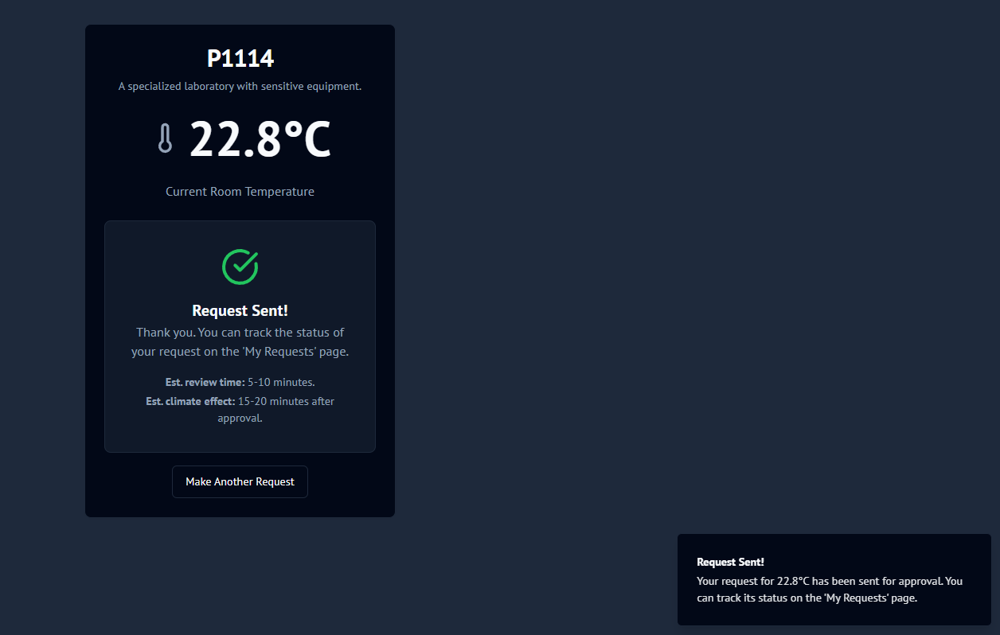 P1114
A specialized laboratory with sensitive equipment.
22.8°C
Current Room Temperature
Request Sent!
Thank you. You can track the status of
your request on the 'My Requests' page.
Est. review time: 5-10 minutes.
Est. climate effect: 15-20 minutes after
approval.
Make Another Request
Request Sent!
Your request for 22.8°C has been sent for approval. You
can track its status on the 'My Requests' page.